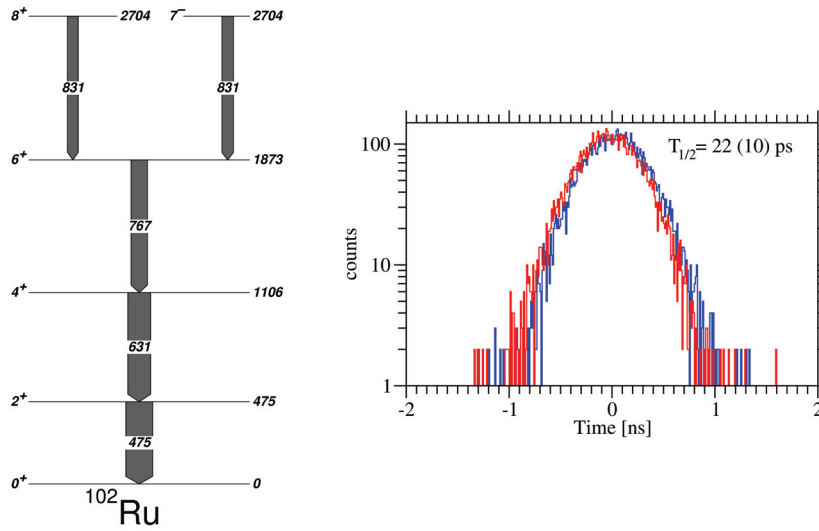 8⁺ 2704 7⁻ 2704
831 831
6⁺ 1873
767
4⁺ 1106
631
2⁺ 475
475
0⁺ 0
¹⁰²Ru
100
10
1
counts
T₁/₂= 22 (10) ps
-2 -1 0 1 2
Time [ns]